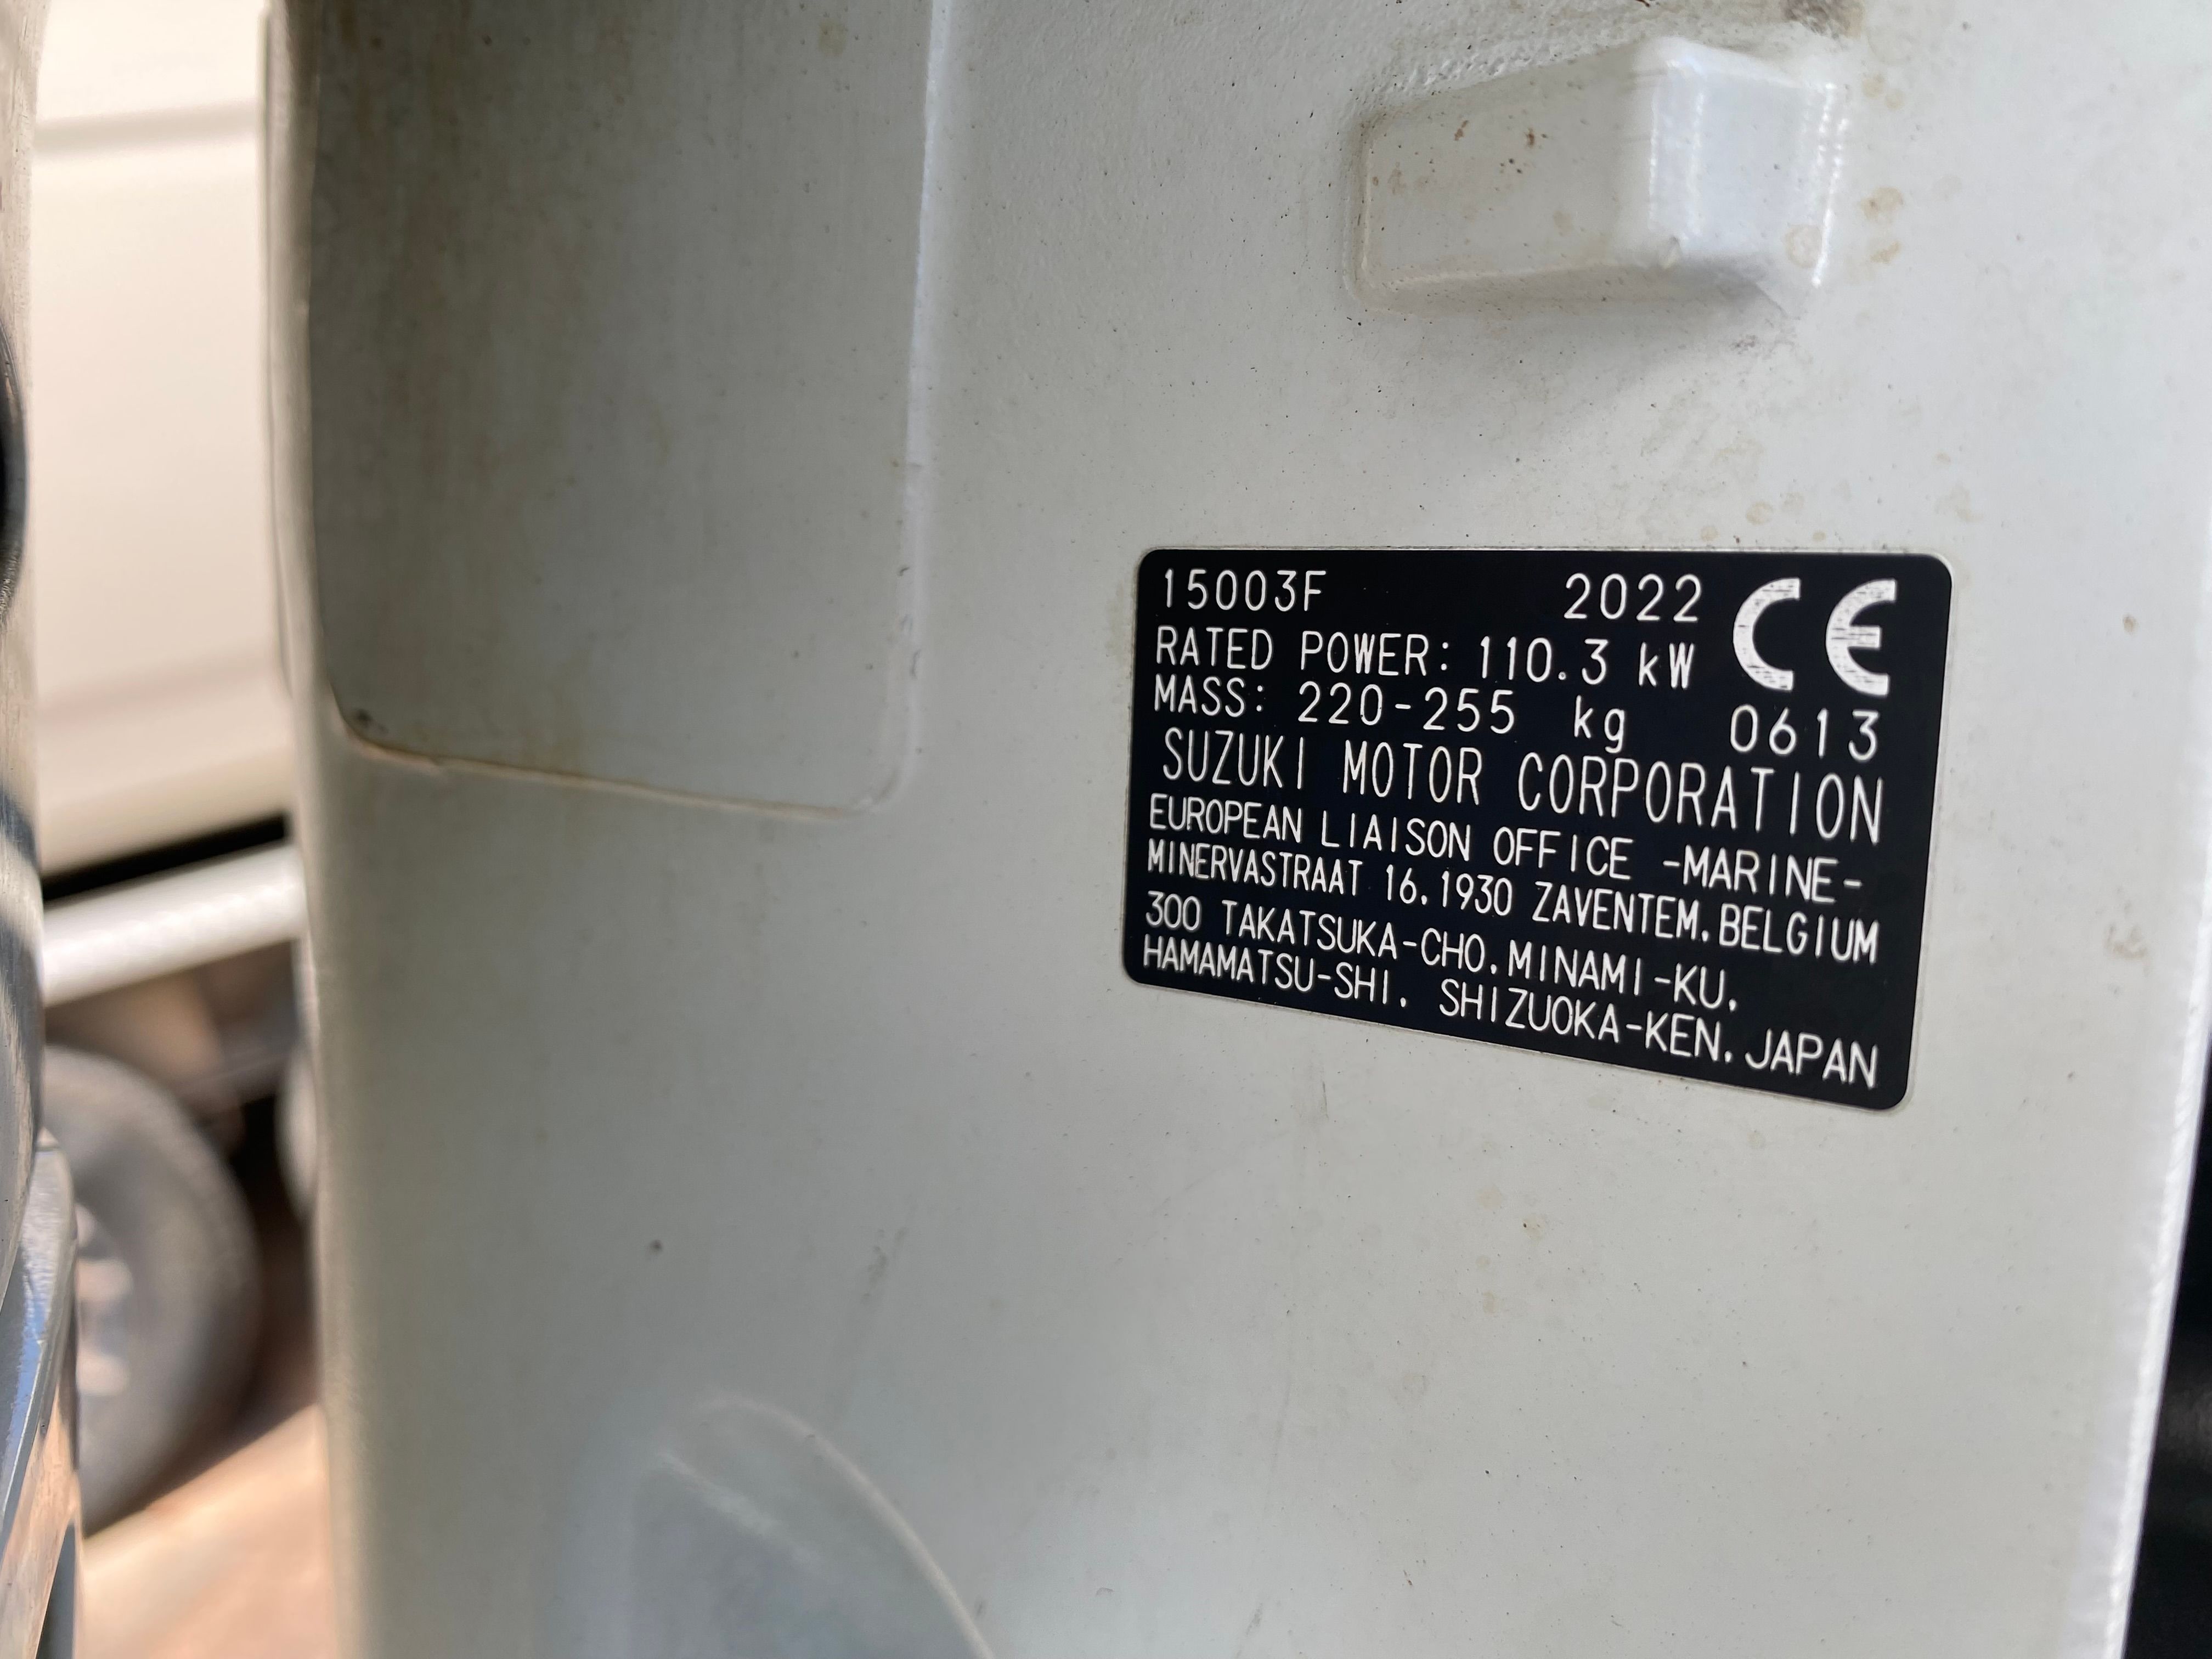 15003F 2022 CE
RATED POWER: 110.3 kW
MASS: 220-255 kg 0613
SUZUKI MOTOR CORPORATION
EUROPEAN LIAISON OFFICE -MARINE-
MINERVASTRAAT 16.1930 ZAVENTEM.BELGIUM
300 TAKATSUKA-CHO.MINAMI-KU.
HAMAMATSU-SHI. SHIZUOKA-KEN.JAPAN